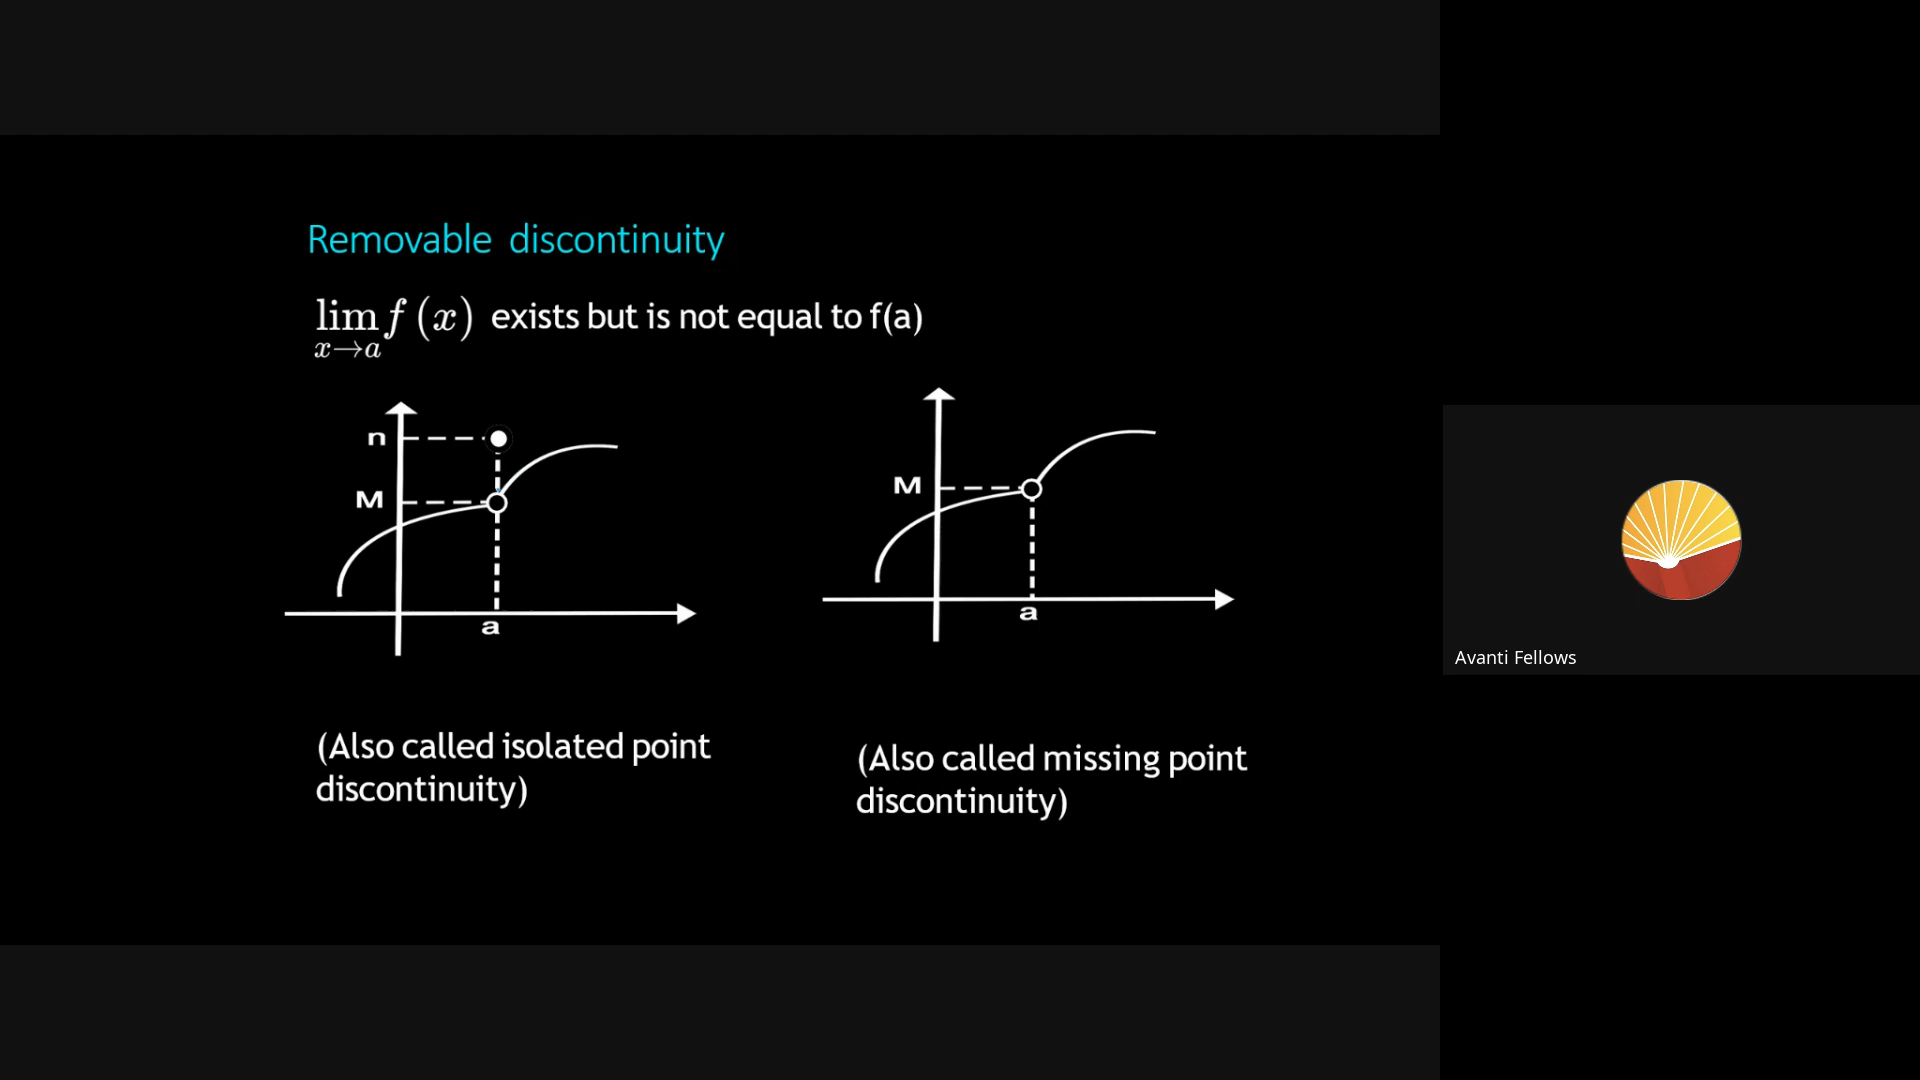 Removable discontinuity
lim f (x) exists but is not equal to f(a)
x→a
n
M
a
M
a
(Also called isolated point
discontinuity)
(Also called missing point
discontinuity)
Avanti Fellows